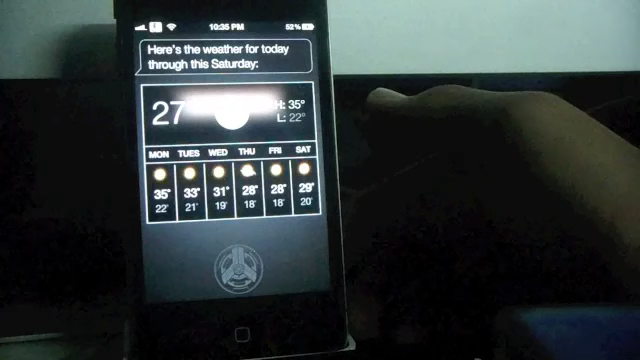 10:35 PM 52%
Here's the weather for today
through this Saturday:
27 H: 35°
L: 22°
MON TUES WED THU FRI SAT
35° 33° 31° 28° 28° 29°
22° 21° 19° 18° 18° 20°